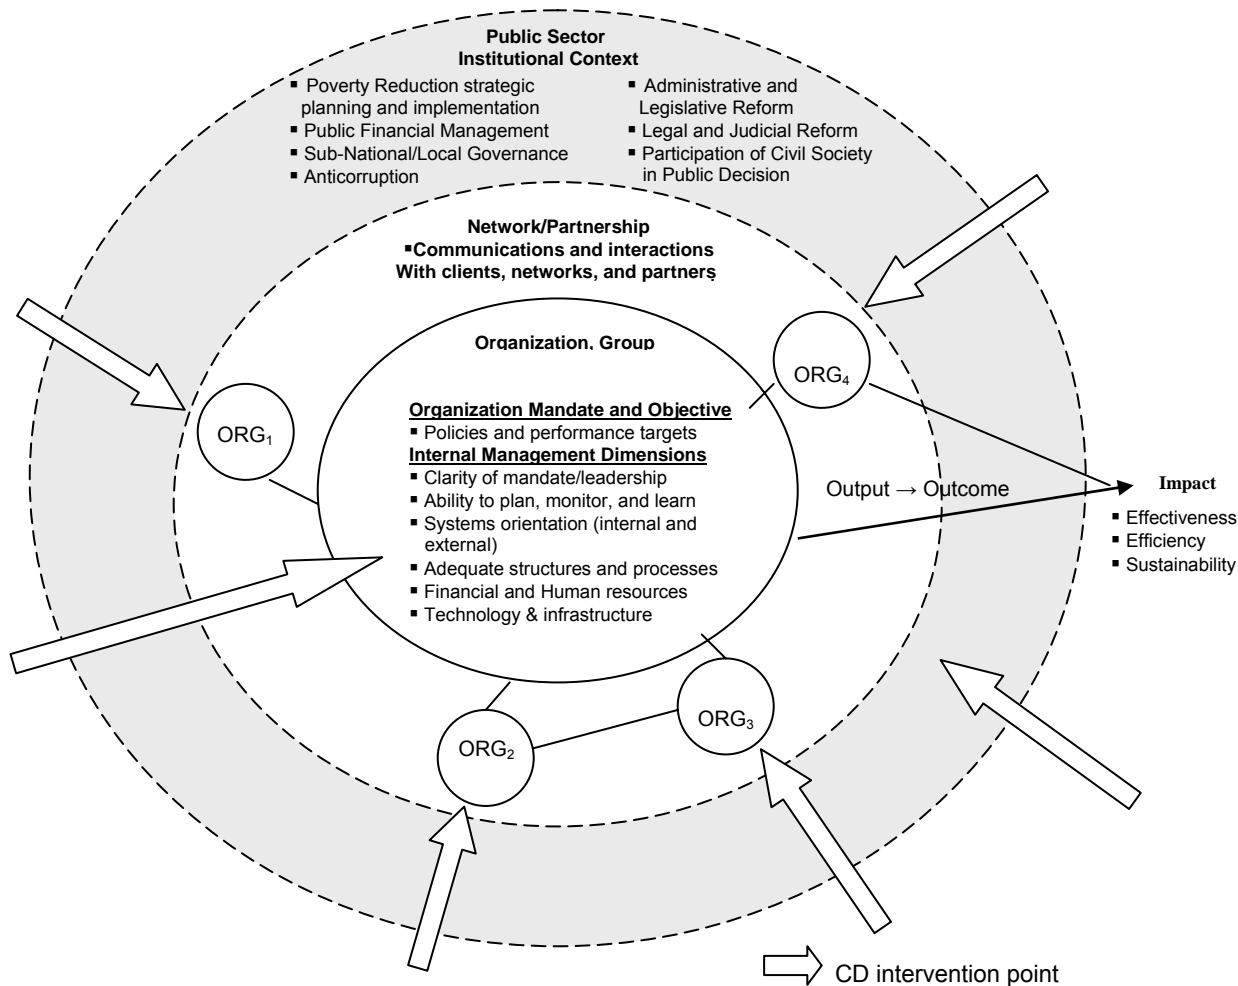 Public Sector
Institutional Context
▪ Poverty Reduction strategic
planning and implementation
▪ Public Financial Management
▪ Sub-National/Local Governance
▪ Anticorruption
▪ Administrative and
Legislative Reform
▪ Legal and Judicial Reform
▪ Participation of Civil Society
in Public Decision
Network/Partnership
▪Communications and interactions
With clients, networks, and partners
Organization, Group
ORG₄
ORG₁
Organization Mandate and Objective
▪ Policies and performance targets
Internal Management Dimensions
▪ Clarity of mandate/leadership
▪ Ability to plan, monitor, and learn
▪ Systems orientation (internal and
external)
▪ Adequate structures and processes
▪ Financial and Human resources
▪ Technology & infrastructure
Output → Outcome
Impact
▪ Effectiveness
▪ Efficiency
▪ Sustainability
ORG₃
ORG₂
CD intervention point